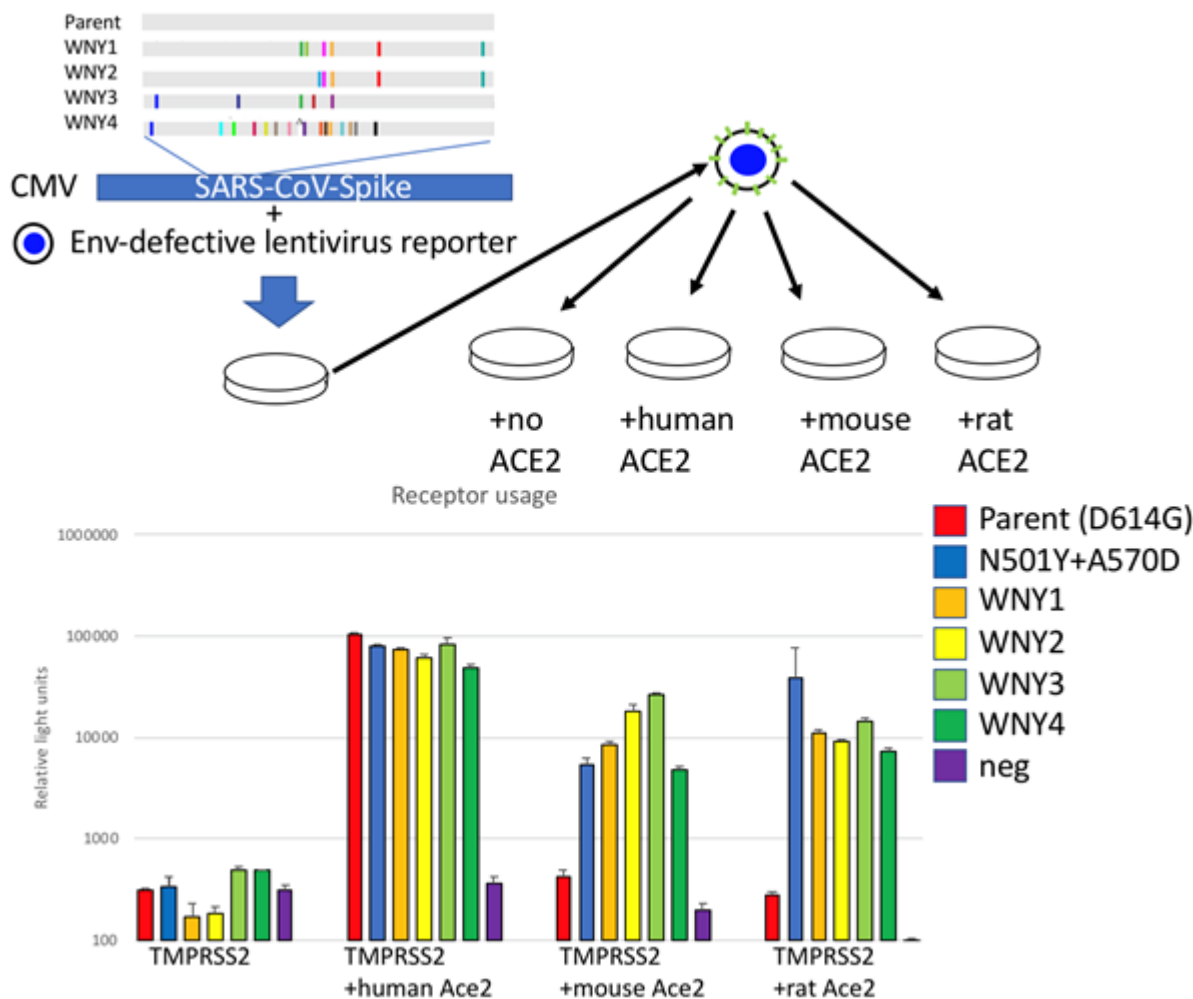 Parent
WNY1
WNY2
WNY3
WNY4
CMV SARS-CoV-Spike
+
Env-defective lentivirus reporter
+no +human +mouse +rat
ACE2 ACE2 ACE2 ACE2
Receptor usage
Parent (D614G)
N501Y+A570D
WNY1
WNY2
WNY3
WNY4
neg
Relative light units
1000000
100000
10000
1000
100
TMPRSS2 TMPRSS2 TMPRSS2 TMPRSS2
+human Ace2 +mouse Ace2 +rat Ace2